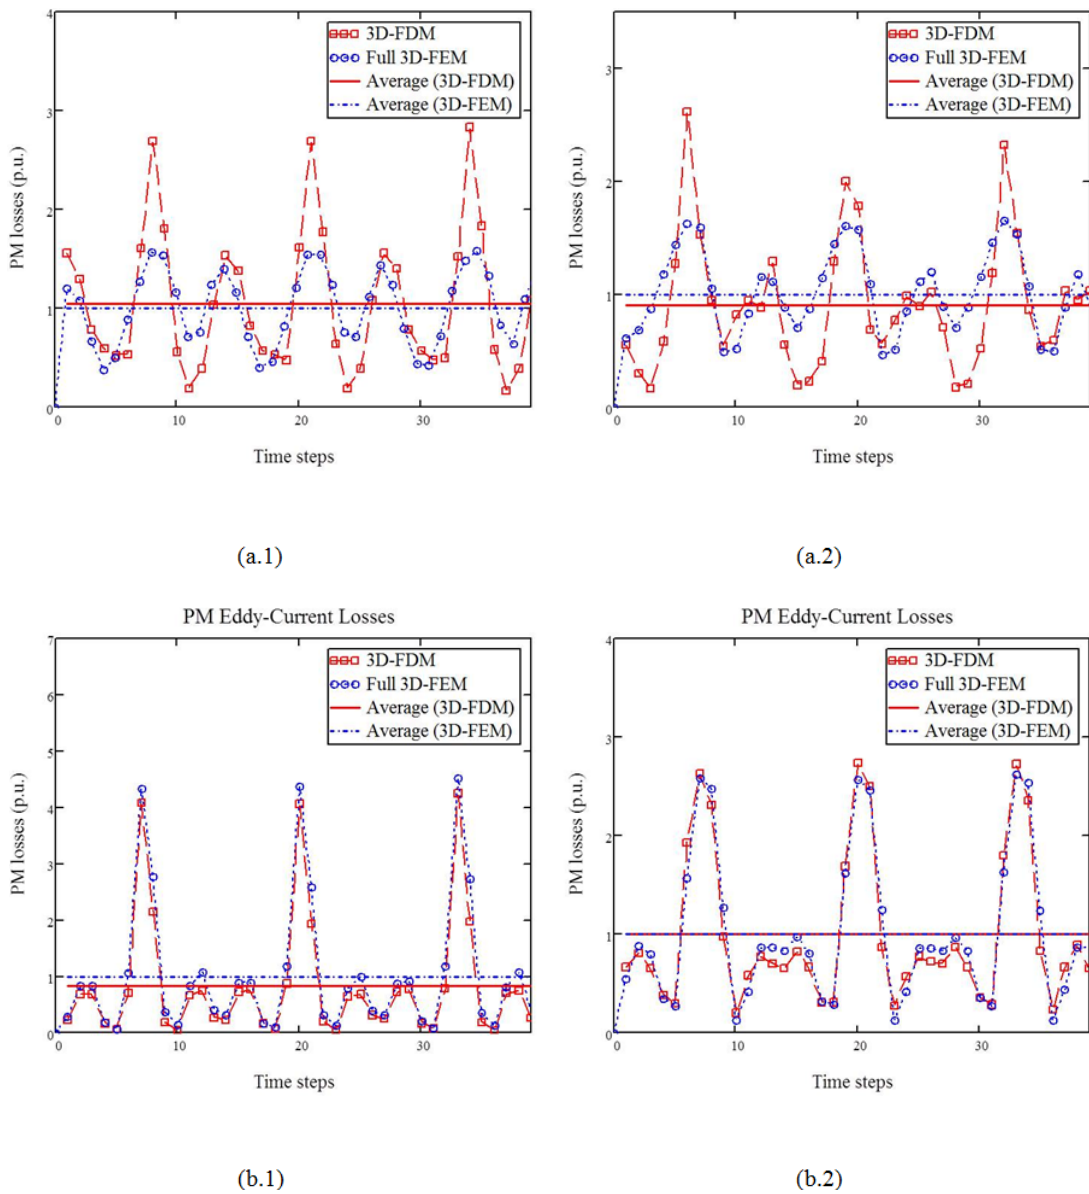 4
3
2
1
0
PM losses (p.u.)
3D-FDM
Full 3D-FEM
Average (3D-FDM)
Average (3D-FEM)
0 10 20 30
Time steps
(a.1)
3
2
1
0
PM losses (p.u.)
3D-FDM
Full 3D-FEM
Average (3D-FDM)
Average (3D-FEM)
0 10 20 30
Time steps
(a.2)
PM Eddy-Current Losses
7
6
5
4
3
2
1
0
PM losses (p.u.)
3D-FDM
Full 3D-FEM
Average (3D-FDM)
Average (3D-FEM)
0 10 20 30
Time steps
(b.1)
PM Eddy-Current Losses
4
3
2
1
0
PM losses (p.u.)
3D-FDM
Full 3D-FEM
Average (3D-FDM)
Average (3D-FEM)
0 10 20 30
Time steps
(b.2)